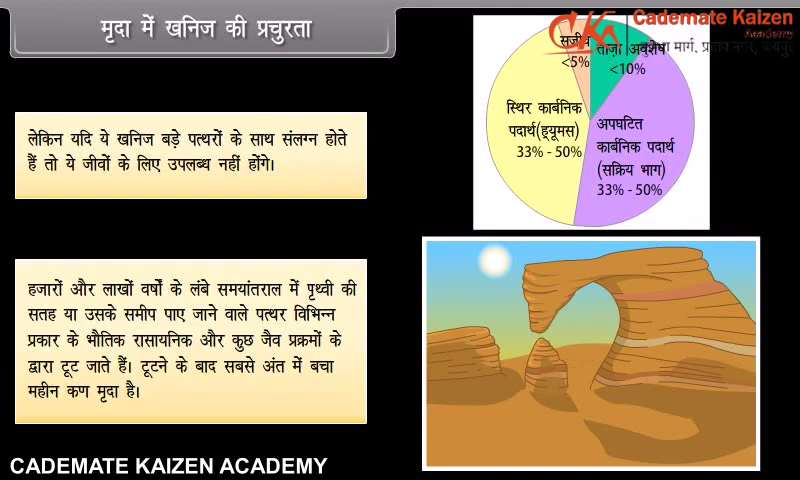 मृदा में खनिज की प्रचुरता
Cademate Kaizen
Academy
मार्ग, प्रताप नगर, जयपुर
सजीव
<5%
ताज़ा अवशेष
<10%
स्थिर कार्बनिक
पदार्थ(ह्यूमस)
33% - 50%
अपघटित
कार्बनिक पदार्थ
(सक्रिय भाग)
33% - 50%
लेकिन यदि ये खनिज बड़े पत्थरों के साथ संलग्न होते
हैं तो ये जीवों के लिए उपलब्ध नहीं होंगे।
हजारों और लाखों वर्षों के लंबे समयांतराल में पृथ्वी की
सतह या उसके समीप पाए जाने वाले पत्थर विभिन्न
प्रकार के भौतिक रासायनिक और कुछ जैव प्रक्रमों के
द्वारा टूट जाते हैं। टूटने के बाद सबसे अंत में बचा
महीन कण मृदा है।
CADEMATE KAIZEN ACADEMY